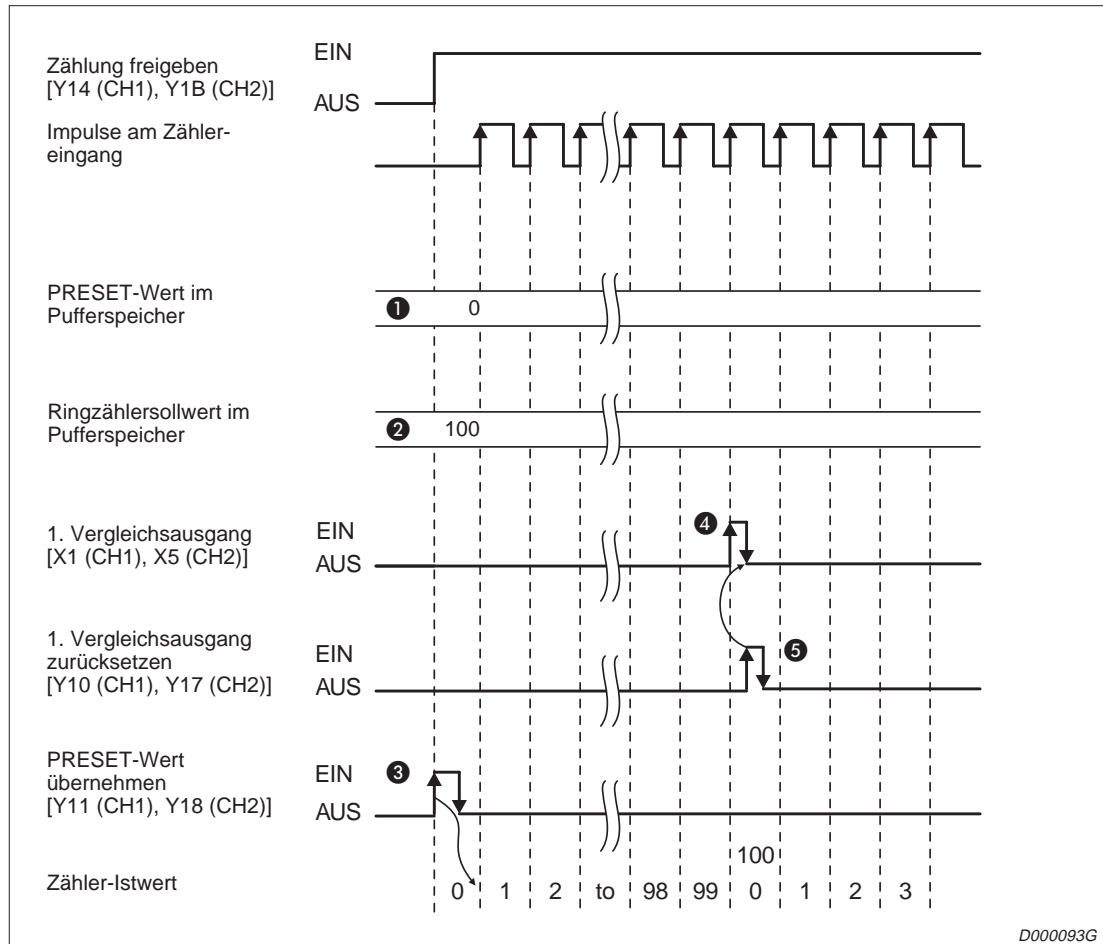 Zählung freigeben
[Y14 (CH1), Y1B (CH2)]
EIN
AUS
Impulse am Zähler-
eingang
PRESET-Wert im
Pufferspeicher
❶ 0
Ringzählersollwert im
Pufferspeicher
❷ 100
1. Vergleichsausgang
[X1 (CH1), X5 (CH2)]
EIN
AUS
❹
1. Vergleichsausgang
zurücksetzen
[Y10 (CH1), Y17 (CH2)]
EIN
AUS
❺
PRESET-Wert
übernehmen
[Y11 (CH1), Y18 (CH2)]
EIN
AUS
❸
100
Zähler-Istwert
0 1 2 to 98 99 0 1 2 3
D000093G